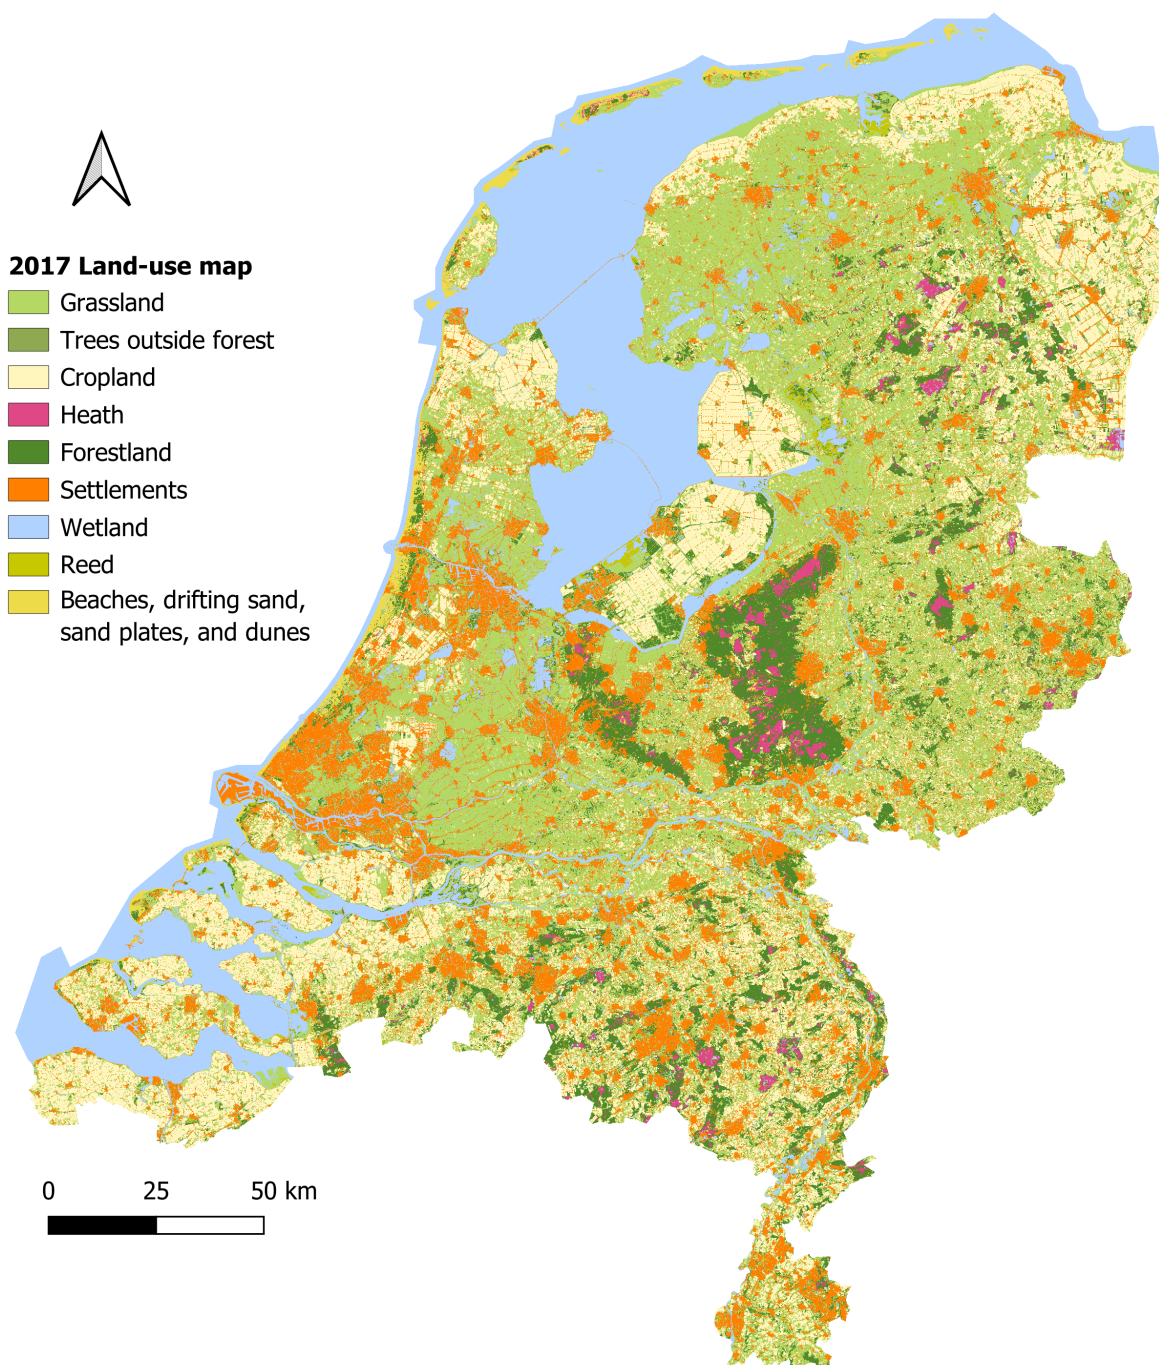 2017 Land-use map
Grassland
Trees outside forest
Cropland
Heath
Forestland
Settlements
Wetland
Reed
Beaches, drifting sand,
sand plates, and dunes
0 25 50 km